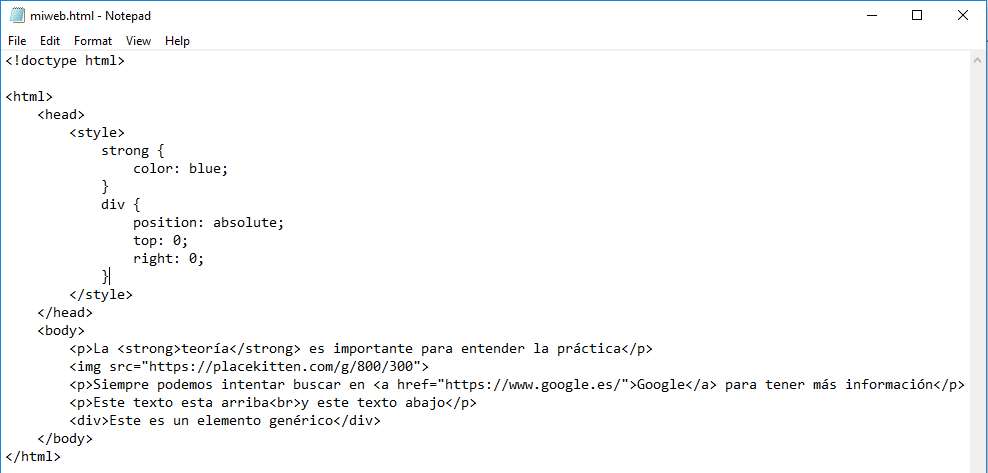 miweb.html - Notepad
File Edit Format View Help
<!doctype html>
<html>
<head>
<style>
strong {
color: blue;
}
div {
position: absolute;
top: 0;
right: 0;
}
</style>
</head>
<body>
<p>La <strong>teoría</strong> es importante para entender la práctica</p>
<img src="https://placekitten.com/g/800/300">
<p>Siempre podemos intentar buscar en <a href="https://www.google.es/">Google</a> para tener más información</p>
<p>Este texto esta arriba<br>y este texto abajo</p>
<div>Este es un elemento genérico</div>
</body>
</html>